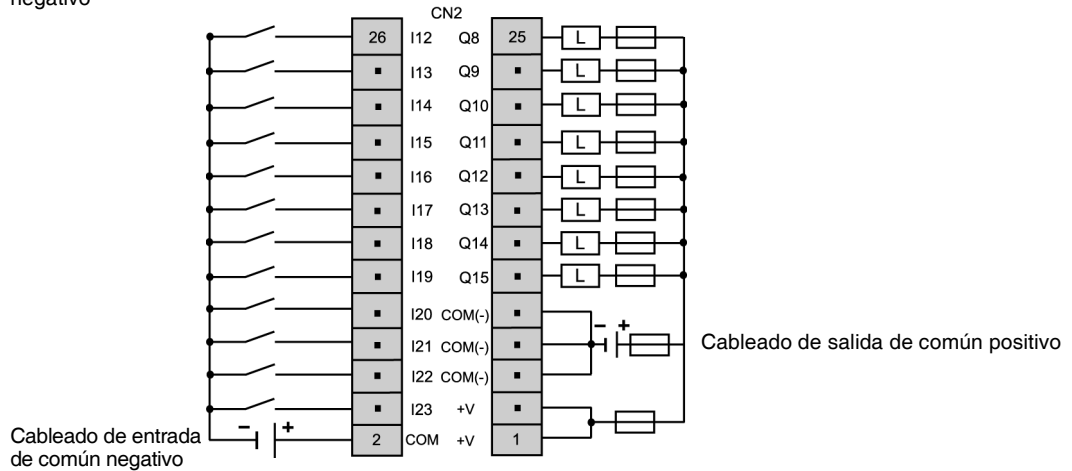 negativo
CN2
26 I12 Q8 25 L
I13 Q9 L
I14 Q10 L
I15 Q11 L
I16 Q12 L
I17 Q13 L
I18 Q14 L
I19 Q15 L
I20 COM(-)
- +
I21 COM(-)
Cableado de salida de común positivo
I22 COM(-)
I23 +V
- +
2 COM +V 1
Cableado de entrada
de común negativo